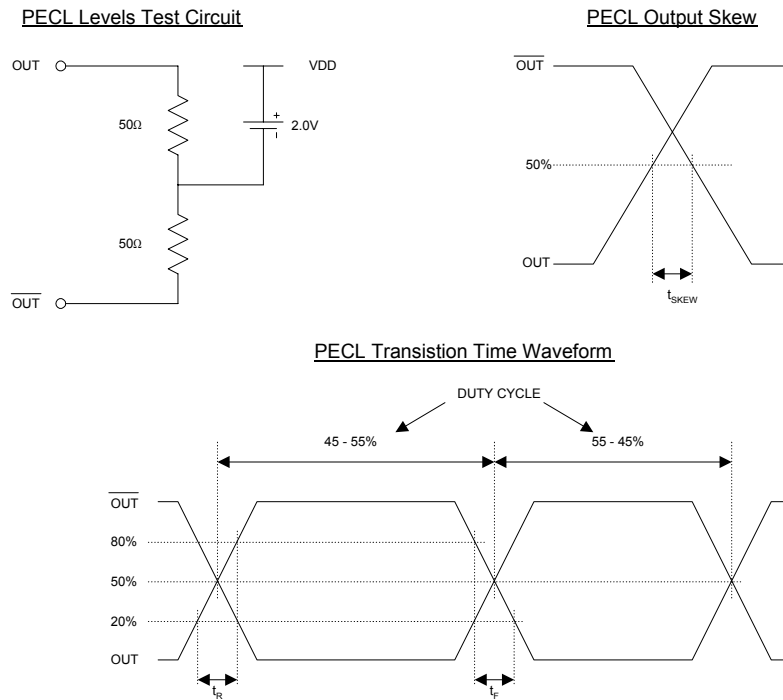 PECL Levels Test Circuit
OUT
VDD
50Ω
+
-
2.0V
50Ω
OUT
PECL Output Skew
OUT
50%
OUT
tSKEW
PECL Transistion Time Waveform
DUTY CYCLE
45 - 55%
55 - 45%
OUT
80%
50%
20%
OUT
tR
tF